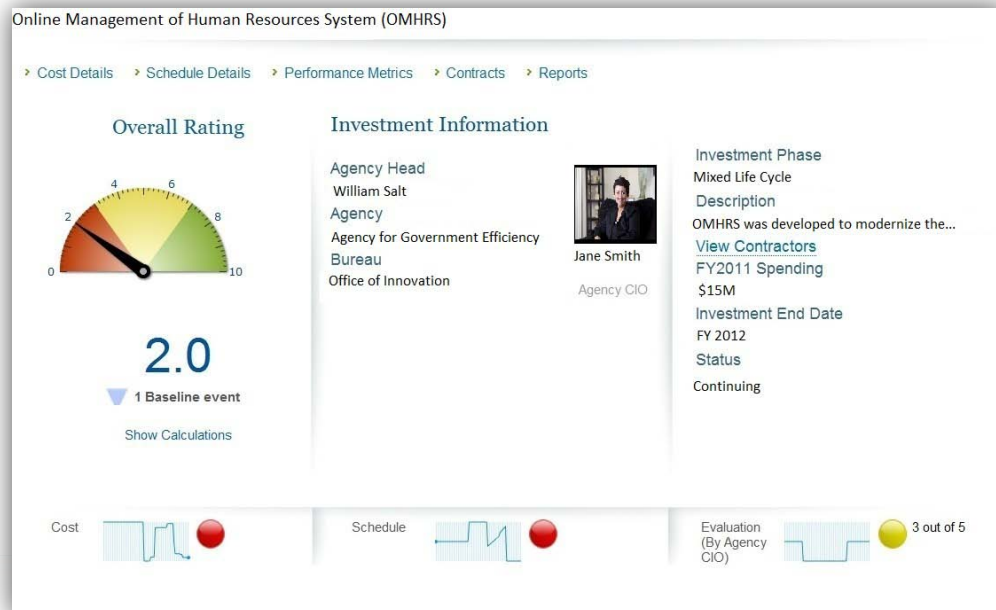 Online Management of Human Resources System (OMHRS)
Cost Details
Schedule Details
Performance Metrics
Contracts
Reports
Overall Rating
0
2
4
6
8
10
2.0
1 Baseline event
Show Calculations
Investment Information
Agency Head
William Salt
Agency
Agency for Government Efficiency
Bureau
Office of Innovation
Jane Smith
Agency CIO
Investment Phase
Mixed Life Cycle
Description
OMHRS was developed to modernize the...
View Contractors
FY2011 Spending
$15M
Investment End Date
FY 2012
Status
Continuing
Cost
Schedule
Evaluation
(By Agency
CIO)
3 out of 5